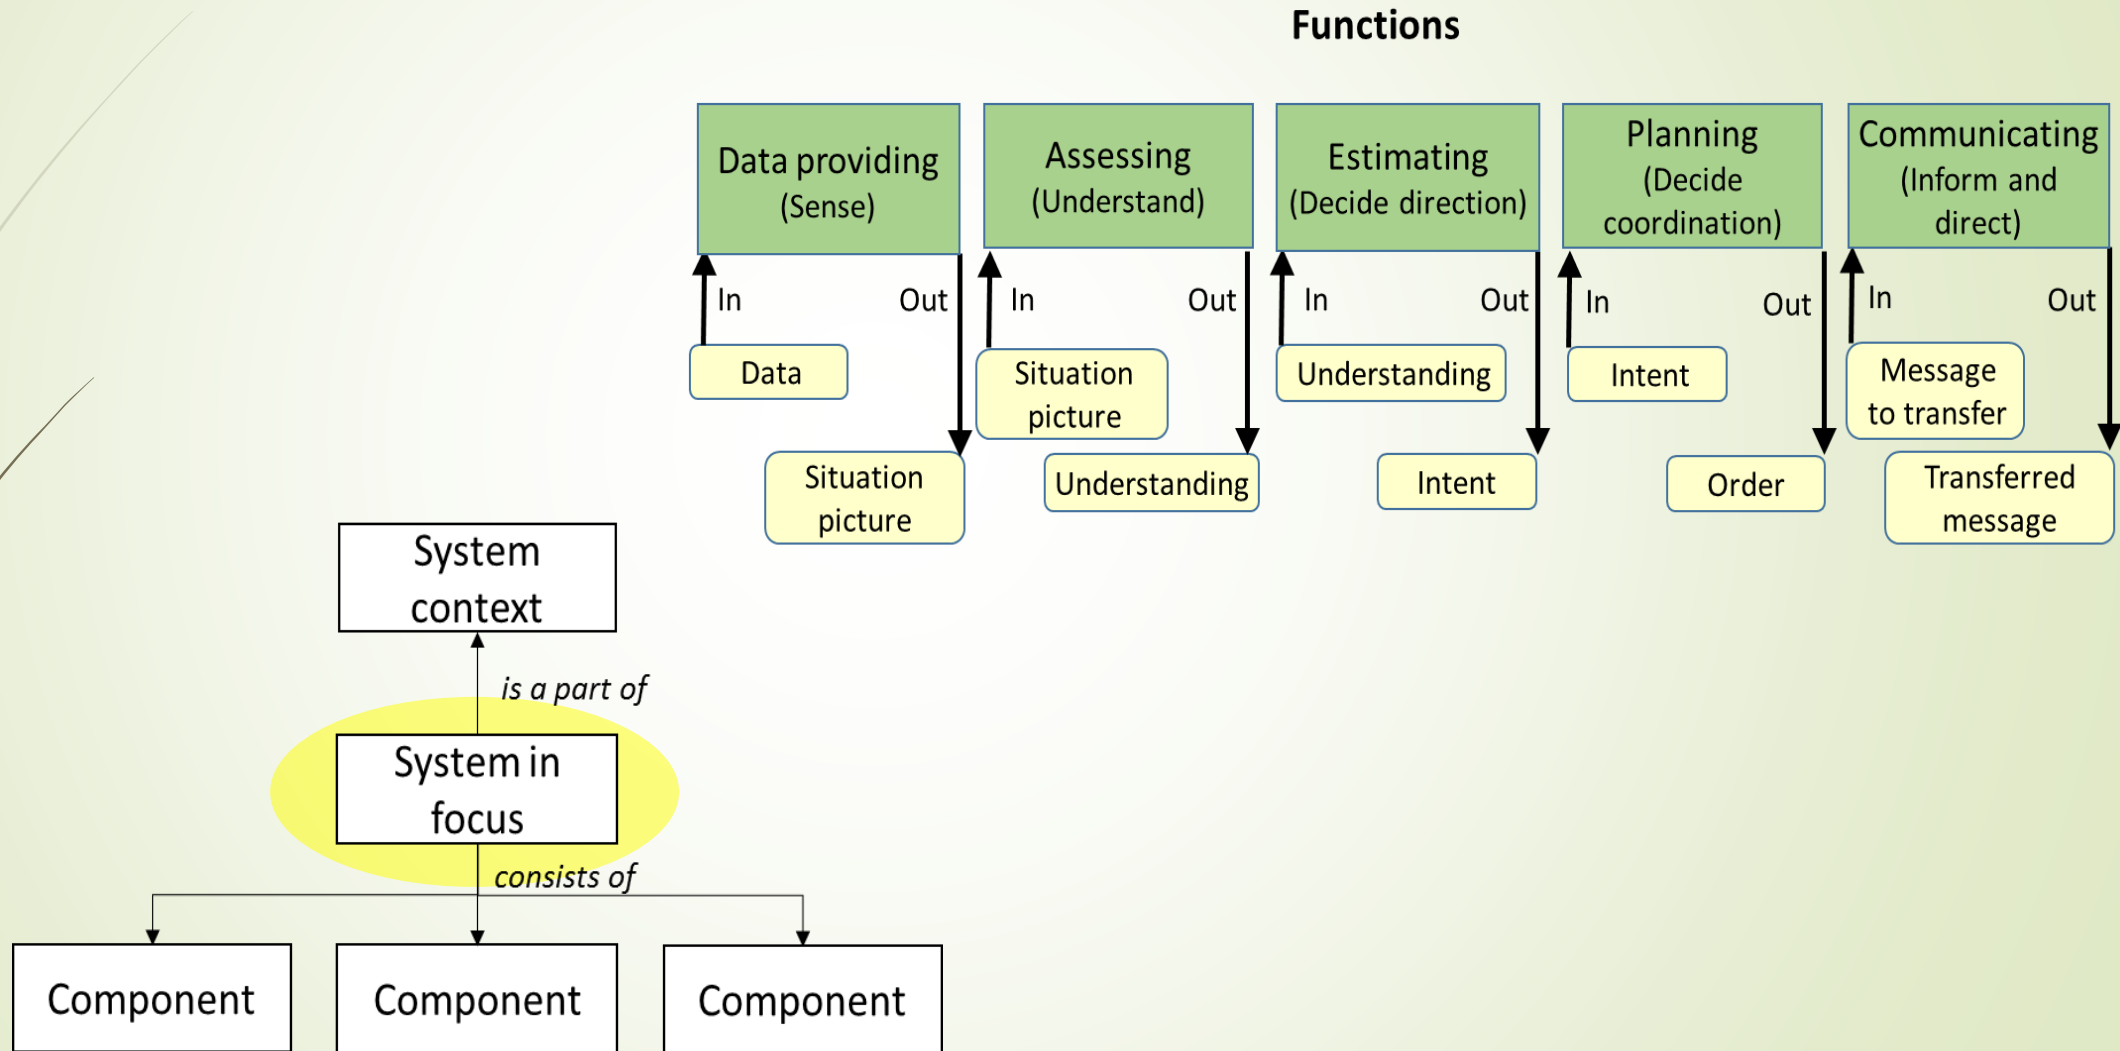 Functions
Data providing
(Sense)
In
Out
Data
Situation
picture
Assessing
(Understand)
In
Out
Situation
picture
Understanding
Estimating
(Decide direction)
In
Out
Understanding
Intent
Planning
(Decide
coordination)
In
Out
Intent
Order
Communicating
(Inform and
direct)
In
Out
Message
to transfer
Transferred
message
System
context
is a part of
System in
focus
consists of
Component
Component
Component